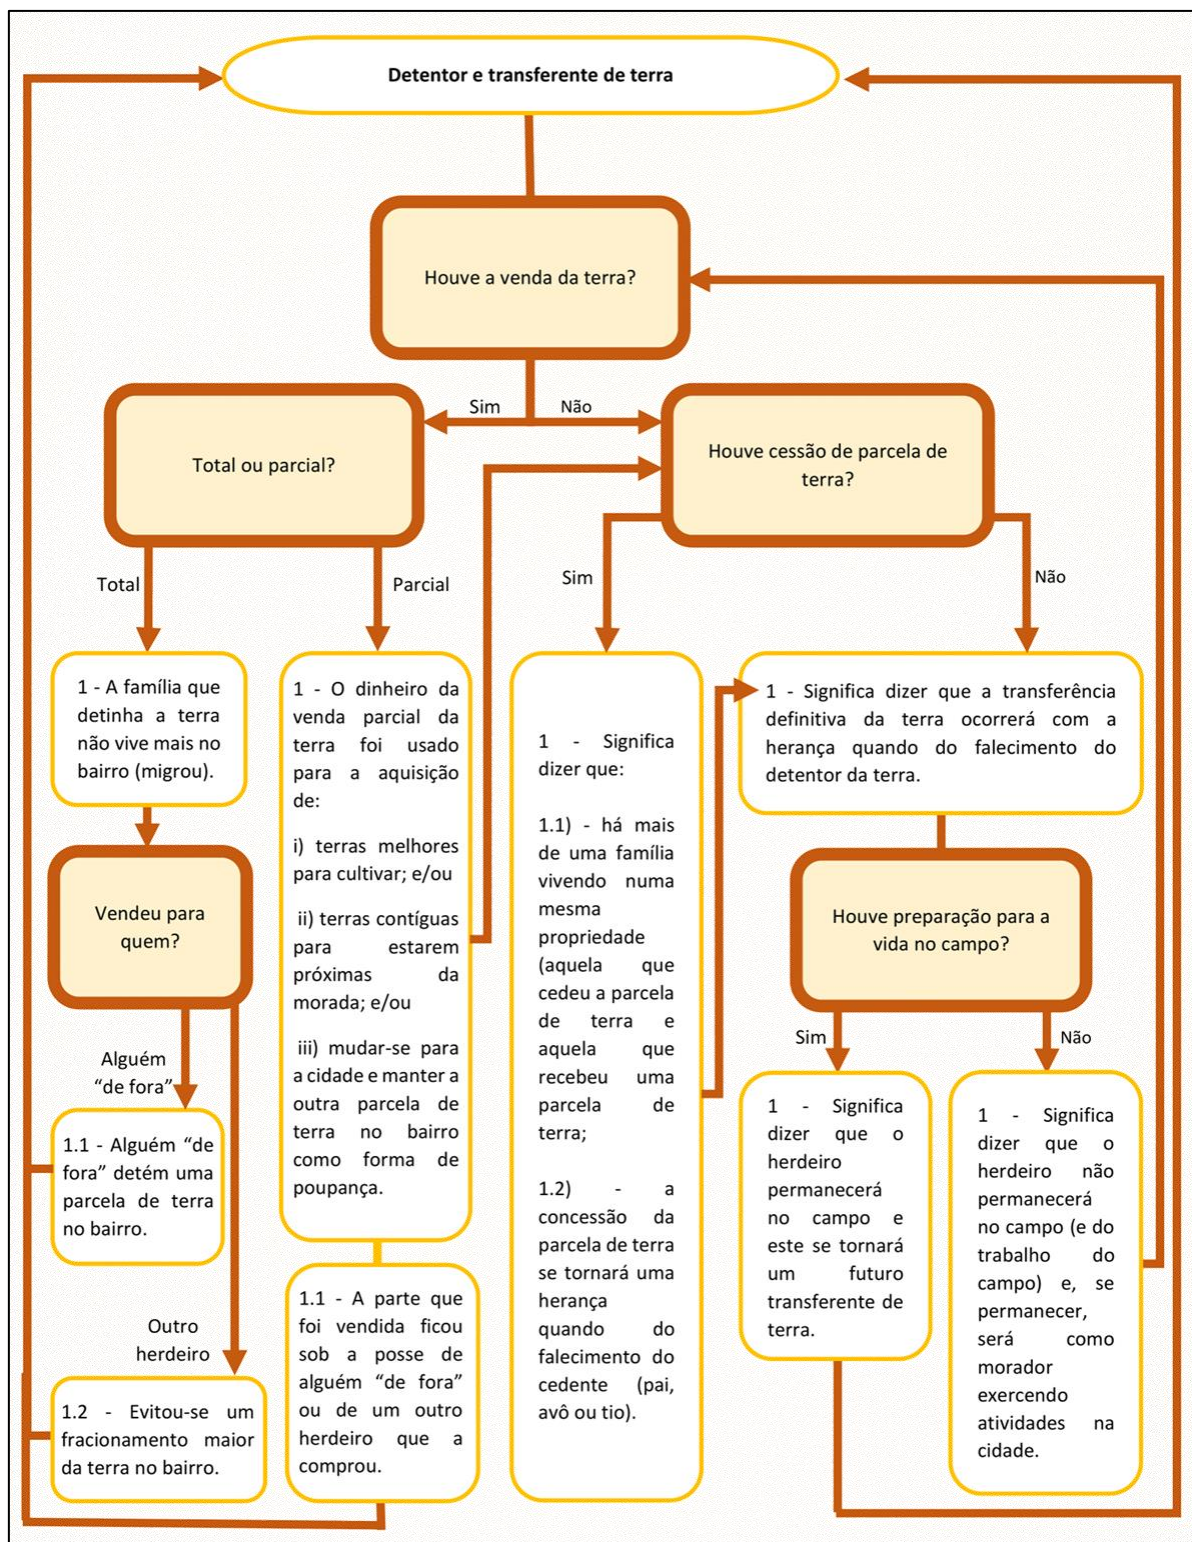 Detentor e transferente de terra
Houve a venda da terra?
Sim
Não
Total ou parcial?
Houve cessão de parcela de
terra?
Total
Parcial
Sim
Não
1 - A família que
detinha a terra
não vive mais no
bairro (migrou).
Vendeu para
quem?
Alguém
“de fora”
1.1 - Alguém “de
fora” detém uma
parcela de terra
no bairro.
Outro
herdeiro
1.2 - Evitou-se um
fracionamento maior
da terra no bairro.
1 - O dinheiro da
venda parcial da
terra foi usado
para a aquisição
de:
i) terras melhores
para cultivar; e/ou
ii) terras contíguas
para estarem
próximas da
morada; e/ou
iii) mudar-se para
a cidade e manter a
outra parcela de
terra no bairro
como forma de
poupança.
1.1 - A parte que
foi vendida ficou
sob a posse de
alguém “de fora”
ou de um outro
herdeiro que a
comprou.
1 - Significa
dizer que:
1.1) - há mais
de uma família
vivendo numa
mesma
propriedade
(aquela que
cedeu a parcela
de terra e
aquela que
recebeu uma
parcela de
terra;
1.2) - a
concessão da
parcela de terra
se tornará uma
herança
quando do
falecimento do
cedente (pai,
avô ou tio).
1 - Significa dizer que a transferência
definitiva da terra ocorrerá com a
herança quando do falecimento do
detentor da terra.
Houve preparação para a
vida no campo?
Sim
Não
1 - Significa
dizer que o
herdeiro
permanecerá
no campo e
este se tornará
um futuro
transferente de
terra.
1 - Significa
dizer que o
herdeiro não
permanecerá
no campo (e do
trabalho do
campo) e, se
permanecer,
será como
morador
exercendo
atividades na
cidade.